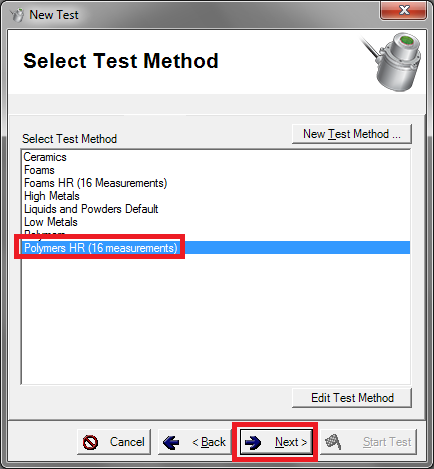 New Test
Select Test Method
Select Test Method
New Test Method ...
Ceramics
Foams
Foams HR (16 Measurements)
High Metals
Liquids and Powders Default
Low Metals
Polymers
Polymers HR (16 measurements)
Edit Test Method
Cancel
< Back
Next >
Start Test